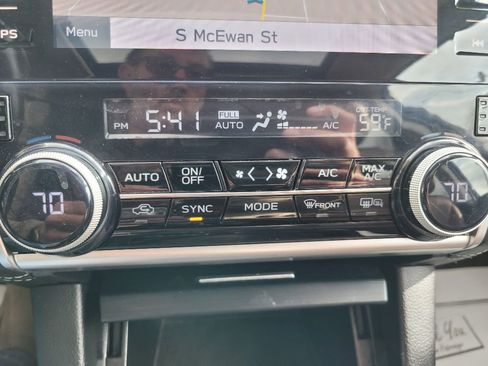 PS
Menu
S McEwan St
PM 5:41 FULL AUTO A/C OUT-TEMP 59°F
70
AUTO
ON/OFF
A/C
MAX A/C
70
SYNC
MODE
FRONT